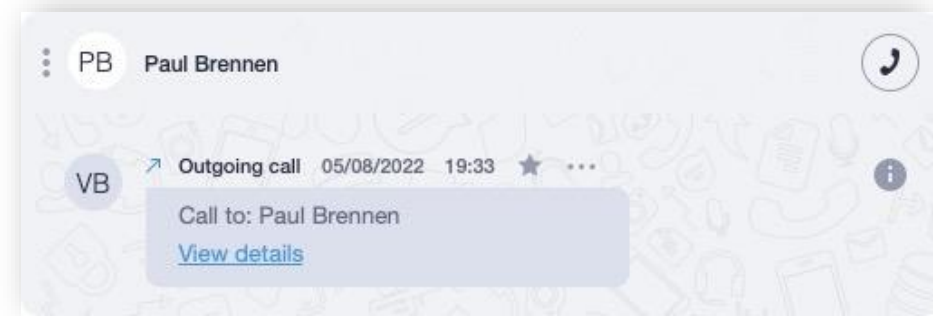 PB Paul Brennen
VB Outgoing call 05/08/2022 19:33
Call to: Paul Brennen
View details